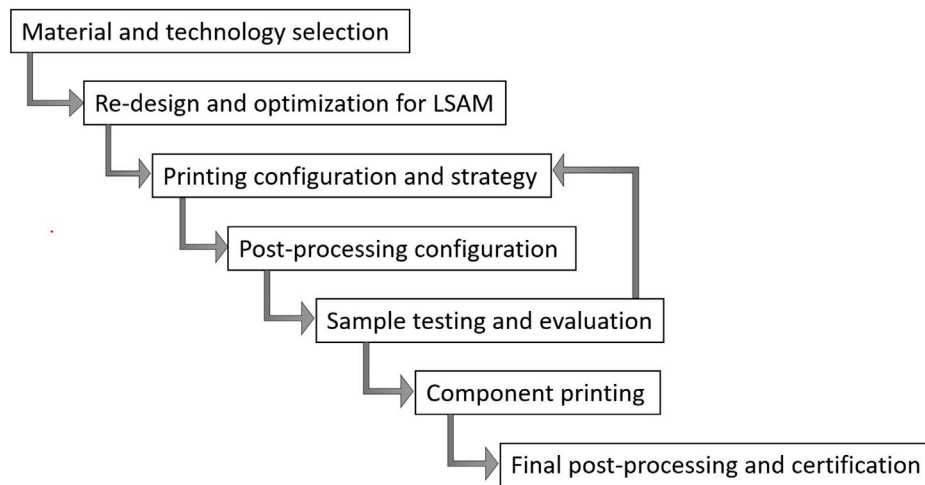 Material and technology selection
Re-design and optimization for LSAM
Printing configuration and strategy
Post-processing configuration
Sample testing and evaluation
Component printing
Final post-processing and certification